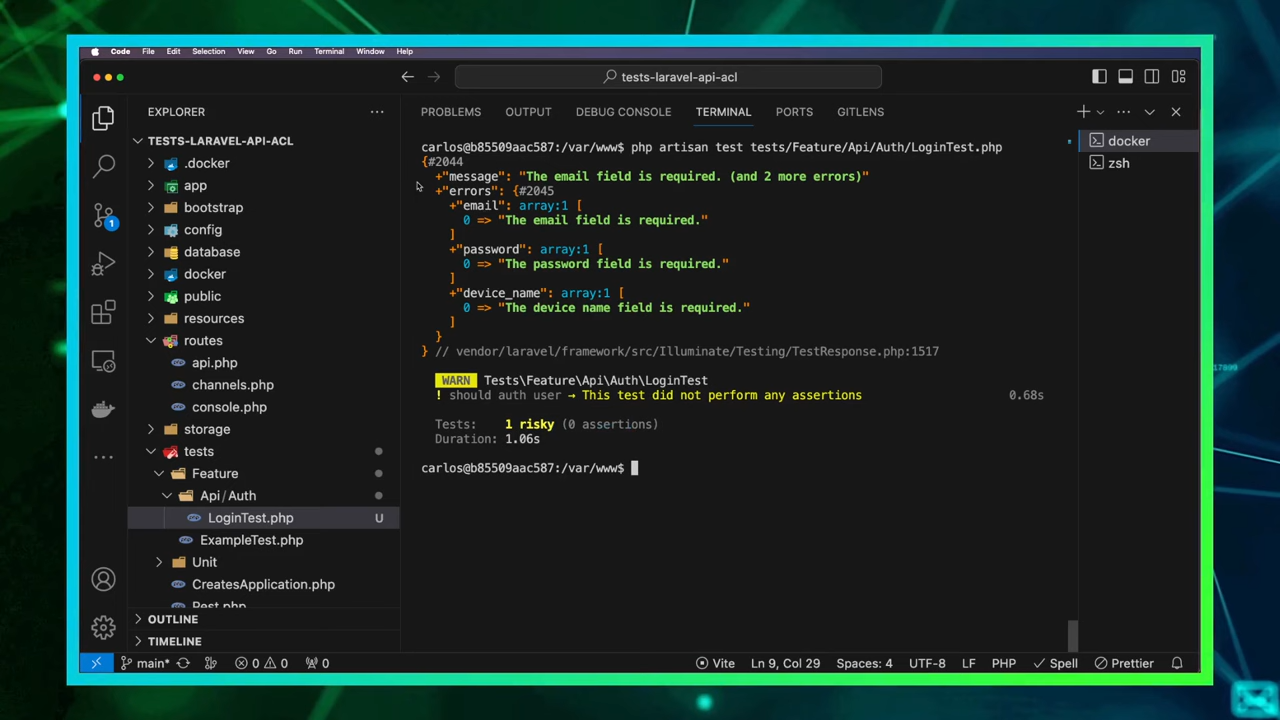 Code File Edit Selection View Go Run Terminal Window Help
tests-laravel-api-acl
EXPLORER
TESTS-LARAVEL-API-ACL
.docker
app
bootstrap
config
database
docker
public
resources
routes
api.php
channels.php
console.php
storage
tests
Feature
Api/Auth
LoginTest.php U
ExampleTest.php
Unit
CreatesApplication.php
Pest.php
OUTLINE
TIMELINE
1
PROBLEMS OUTPUT DEBUG CONSOLE TERMINAL PORTS GITLENS
carlos@b85509aac587:/var/www$ php artisan test tests/Feature/Api/Auth/LoginTest.php
{#2044
+"message": "The email field is required. (and 2 more errors)"
+"errors": {#2045
+"email": array:1 [
0 => "The email field is required."
]
+"password": array:1 [
0 => "The password field is required."
]
+"device_name": array:1 [
0 => "The device name field is required."
]
}
} // vendor/laravel/framework/src/Illuminate/Testing/TestResponse.php:1517
WARN Tests\Feature\Api\Auth\LoginTest
! should auth user → This test did not perform any assertions 0.68s
Tests: 1 risky (0 assertions)
Duration: 1.06s
carlos@b85509aac587:/var/www$
docker
zsh
main* 0 0 0 Vite Ln 9, Col 29 Spaces: 4 UTF-8 LF PHP Spell Prettier
17899